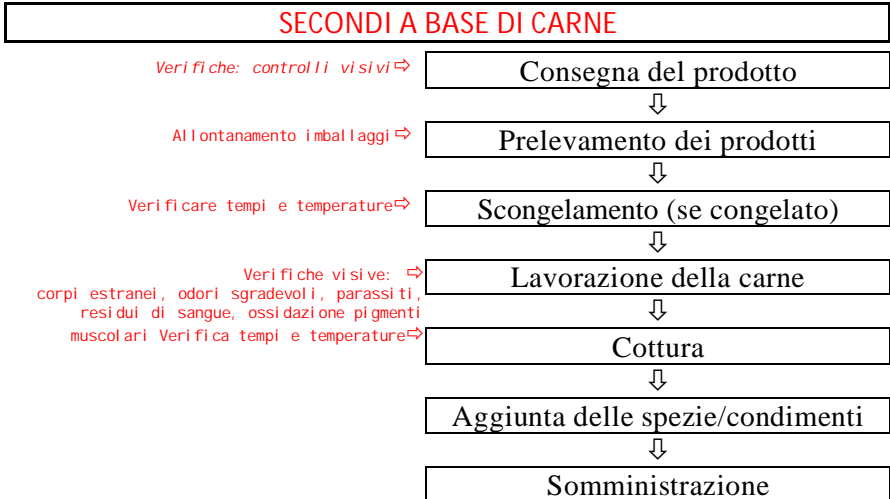 SECONDI A BASE DI CARNE
Verifiche: controlli visivi⇨
Consegna del prodotto
⇩
Allontanamento imballaggi⇨
Prelevamento dei prodotti
⇩
Verificare tempi e temperature⇨
Scongelamento (se congelato)
⇩
Verifiche visive: ⇨
Lavorazione della carne
corpi estranei, odori sgradevoli, parassiti,
residui di sangue, ossidazione pigmenti
⇩
muscolari Verifica tempi e temperature⇨
Cottura
⇩
Aggiunta delle spezie/condimenti
⇩
Somministrazione